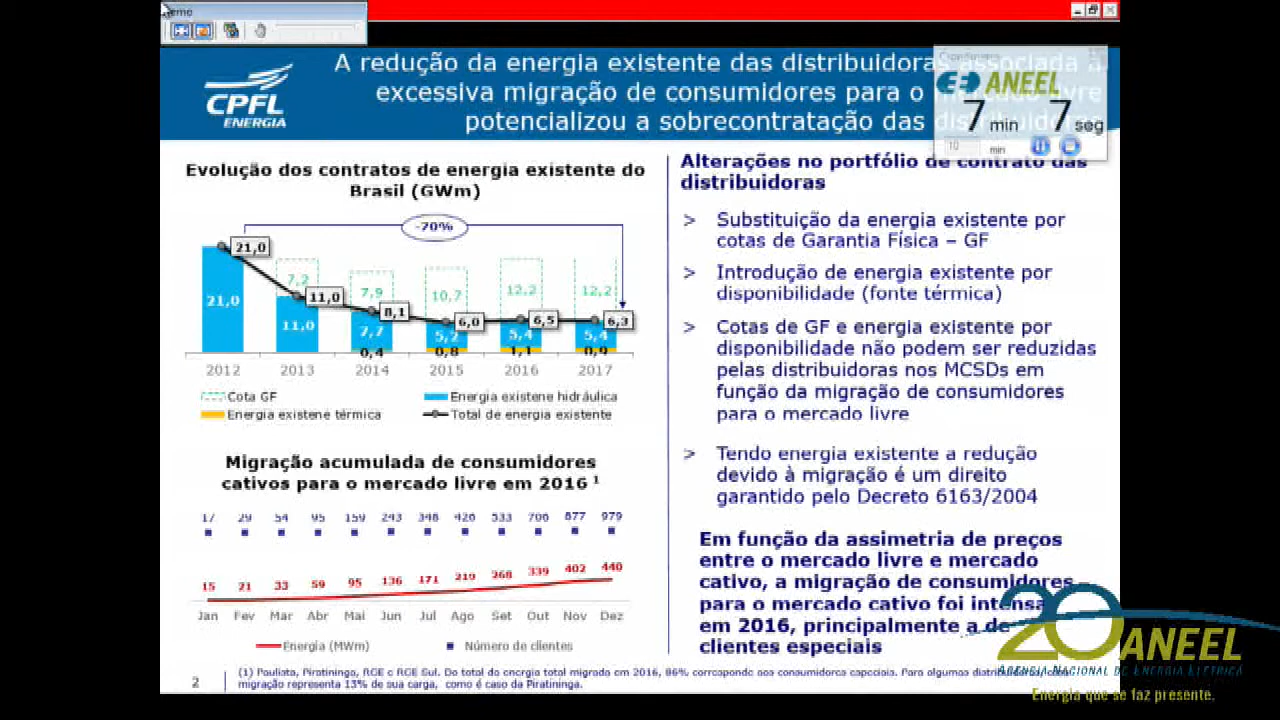 emo
A redução da energia existente das distribuidoras associada à
excessiva migração de consumidores para o mercado livre
potencializou a sobrecontratação das
CPFL
ENERGIA
ANEEL
7 min 7 seg
10 min
Evolução dos contratos de energia existente do
Brasil (GWm)
-70%
21,0 11,0 8,1 6,0 6,5 6,3
7,2 7,9 10,7 12,2 12,2
21,0 11,0 7,7 5,2 5,4 5,4
0,4 0,8 1,1 0,9
2012 2013 2014 2015 2016 2017
Cota GF Energia existene hidráulica
Energia existene térmica Total de energia existente
Migração acumulada de consumidores
cativos para o mercado livre em 2016 ¹
17 29 54 95 159 243 348 426 533 706 877 979
15 21 33 59 95 136 171 219 268 339 402 440
Jan Fev Mar Abr Mai Jun Jul Ago Set Out Nov Dez
Energia (MWm) Número de clientes
Alterações no portfólio de contrato das
distribuidoras
> Substituição da energia existente por
cotas de Garantia Física – GF
> Introdução de energia existente por
disponibilidade (fonte térmica)
> Cotas de GF e energia existente por
disponibilidade não podem ser reduzidas
pelas distribuidoras nos MCSDs em
função da migração de consumidores
para o mercado livre
> Tendo energia existente a redução
devido à migração é um direito
garantido pelo Decreto 6163/2004
Em função da assimetria de preços
entre o mercado livre e mercado
cativo, a migração de consumidores
para o mercado cativo foi intensa
em 2016, principalmente a de
clientes especiais
2
(1) Paulista, Piratininga, RGE e RGE Sul. Do total da energia total migrada em 2016, 86% corresponde aos consumidores especiais. Para algumas
migração representa 13% de sua carga, como é caso da Piratininga.
20 ANEEL
AGÊNCIA NACIONAL DE ENERGIA ELÉTRICA
Energia que se faz presente.